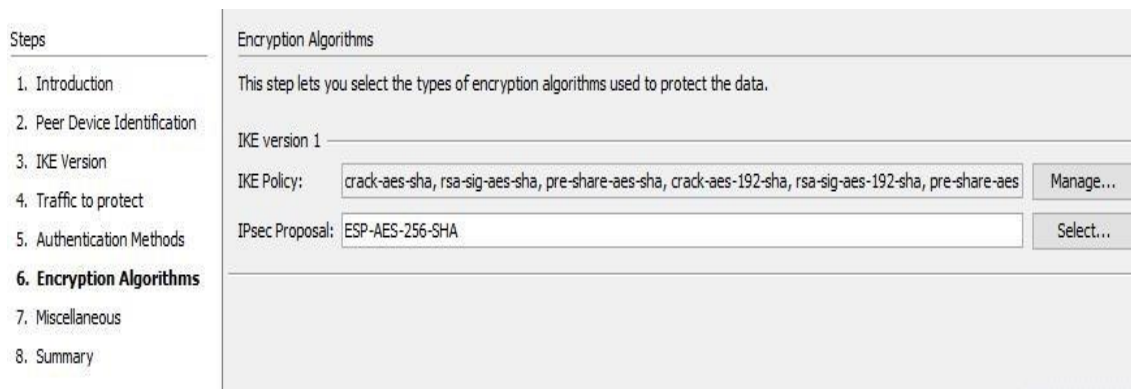 Steps
1. Introduction
2. Peer Device Identification
3. IKE Version
4. Traffic to protect
5. Authentication Methods
6. Encryption Algorithms
7. Miscellaneous
8. Summary
Encryption Algorithms
This step lets you select the types of encryption algorithms used to protect the data.
IKE version 1
IKE Policy: crack-aes-sha, rsa-sig-aes-sha, pre-share-aes-sha, crack-aes-192-sha, rsa-sig-aes-192-sha, pre-share-aes Manage...
IPsec Proposal: ESP-AES-256-SHA Select...